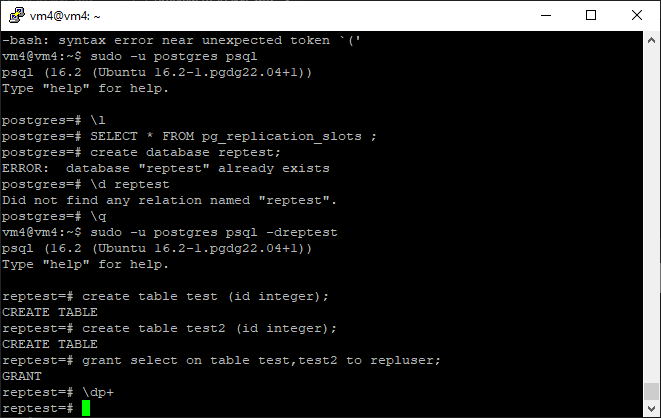 vm4@vm4: ~
-bash: syntax error near unexpected token `('
vm4@vm4:~$ sudo -u postgres psql
psql (16.2 (Ubuntu 16.2-1.pgdg22.04+1))
Type "help" for help.

postgres=# \l
postgres=# SELECT * FROM pg_replication_slots ;
postgres=# create database reptest;
ERROR:  database "reptest" already exists
postgres=# \d reptest
Did not find any relation named "reptest".
postgres=# \q
vm4@vm4:~$ sudo -u postgres psql -dreptest
psql (16.2 (Ubuntu 16.2-1.pgdg22.04+1))
Type "help" for help.

reptest=# create table test (id integer);
CREATE TABLE
reptest=# create table test2 (id integer);
CREATE TABLE
reptest=# grant select on table test,test2 to repluser;
GRANT
reptest=# \dp+
reptest=#